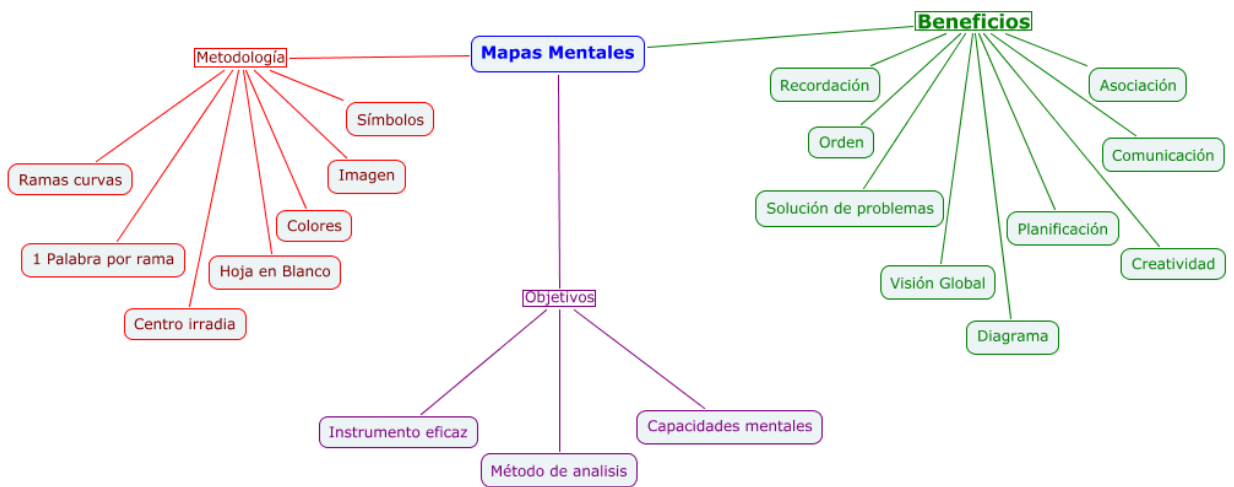 Mapas Mentales
Metodología
Símbolos
Imagen
Ramas curvas
Colores
1 Palabra por rama
Hoja en Blanco
Centro irradia
Objetivos
Instrumento eficaz
Método de analisis
Capacidades mentales
Beneficios
Recordación
Asociación
Orden
Comunicación
Solución de problemas
Planificación
Creatividad
Visión Global
Diagrama